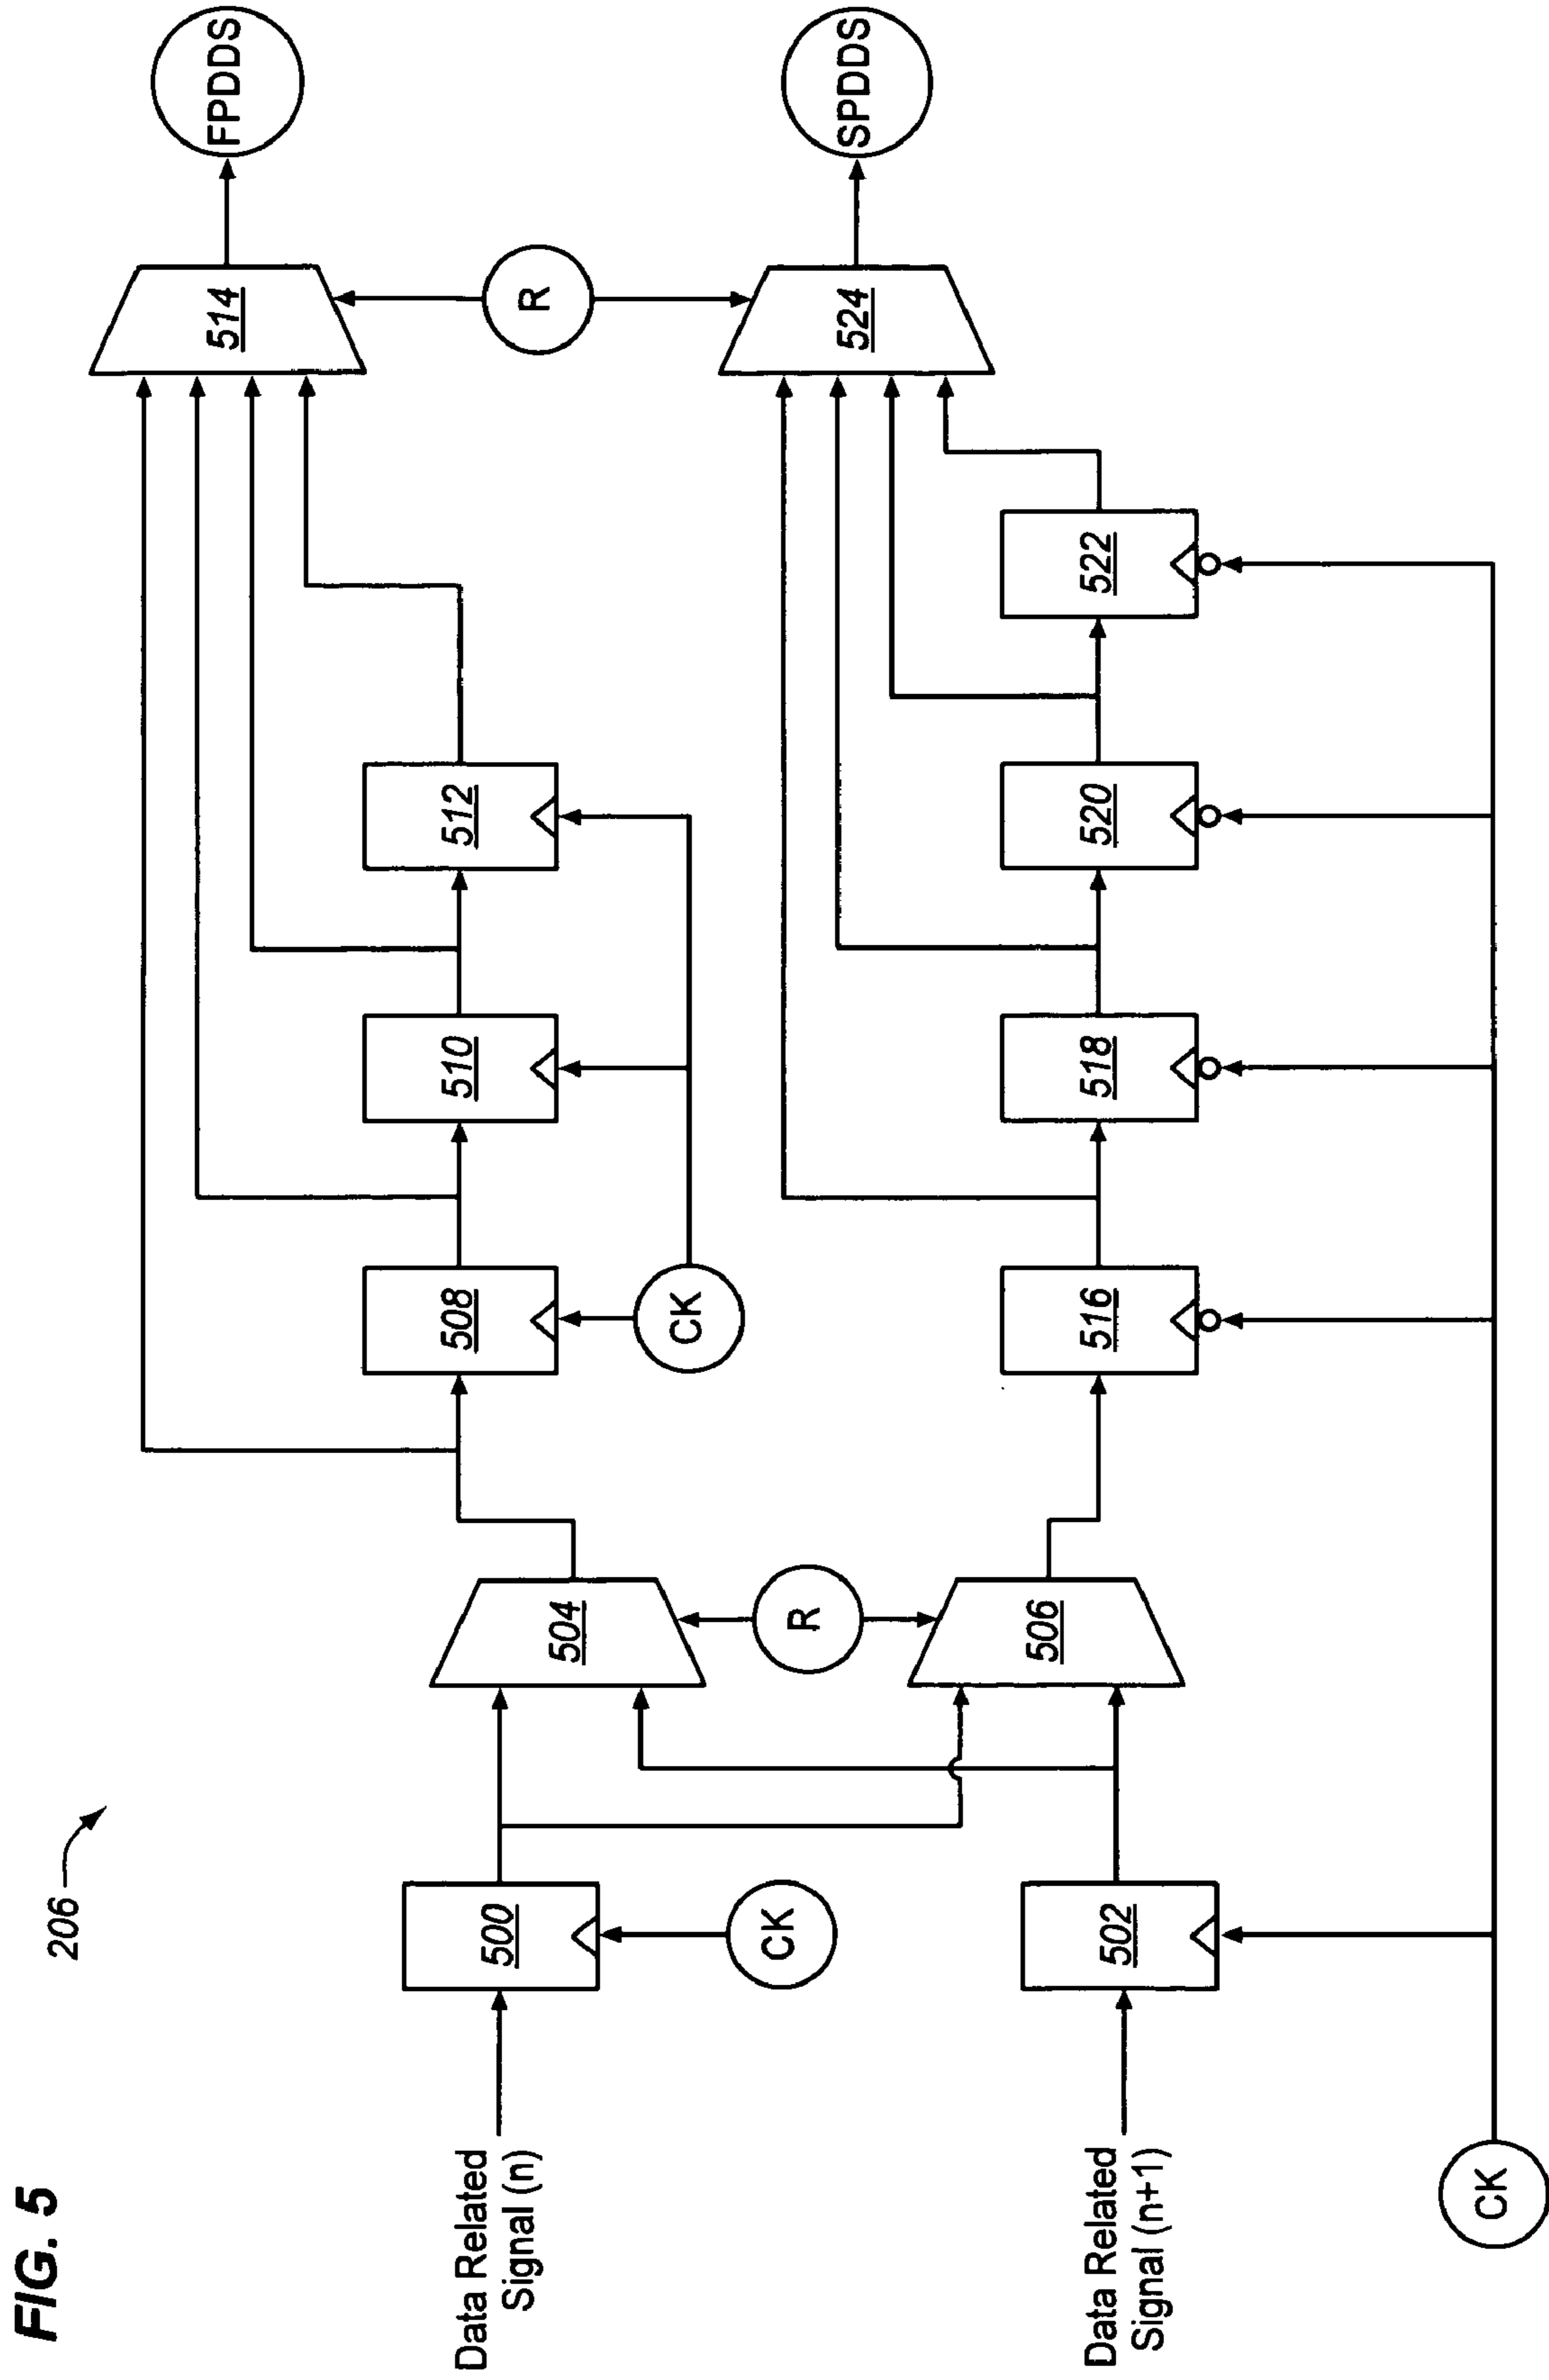 FIG. 5
206
Data Related
Signal (n)
500
CK
504
R
508
CK
510
512
514
FPDDS
R
Data Related
Signal (n+1)
502
506
516
518
520
522
524
SPDDS
CK